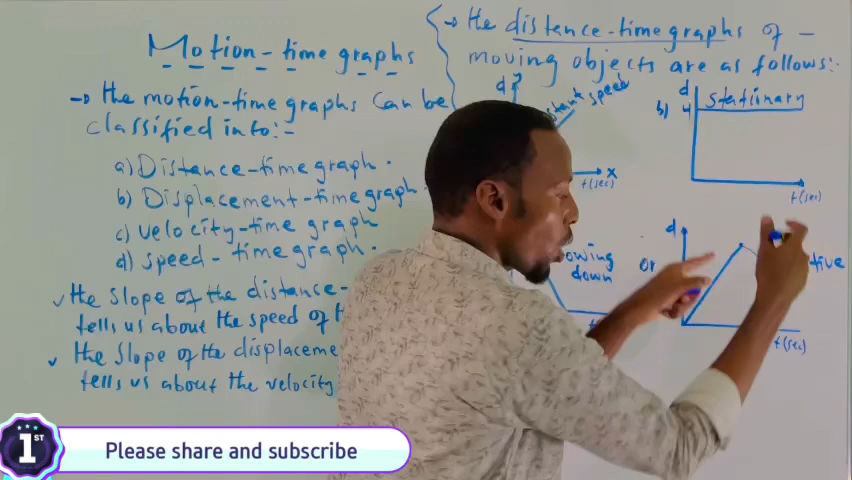 Motion-time graphs
→ the motion-time graphs can be
classified into:-
a) Distance-time graph.
b) Displacement-time graph.
c) velocity-time graph
d) speed-time graph.
✓ the slope of the distance-
tells us about the speed of
✓ the slope of the displaceme
tells us about the velocity
→ the distance-time graphs of -
moving objects are as follows:-
d
speed
x
t(sec)
b)
d
4
stationary
t(sec)
owing
down
or
d
tive
t(sec)
1ST
Please share and subscribe